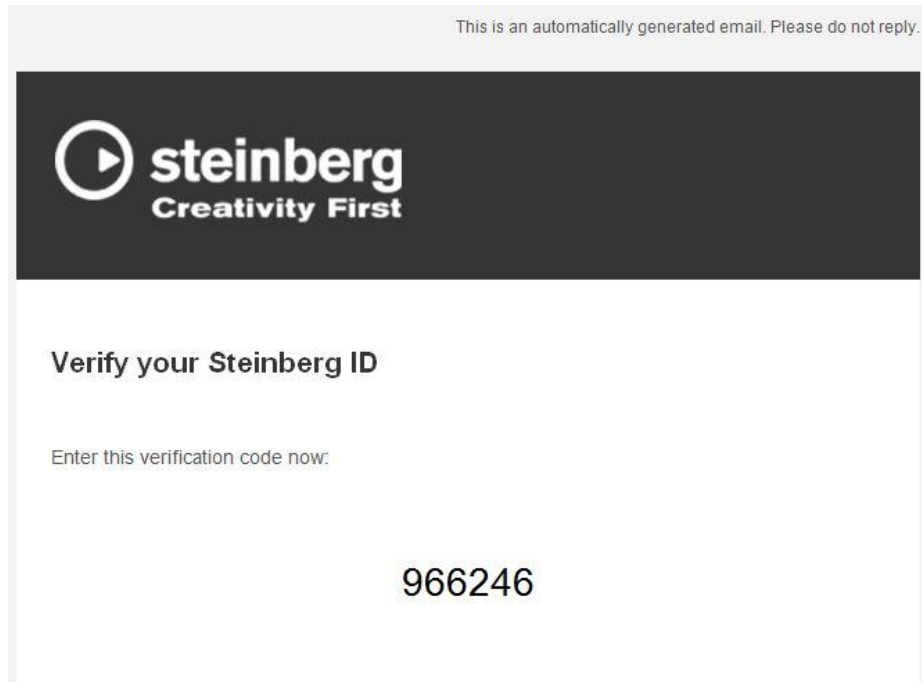 This is an automatically generated email. Please do not reply.
steinberg
Creativity First
Verify your Steinberg ID
Enter this verification code now:
966246